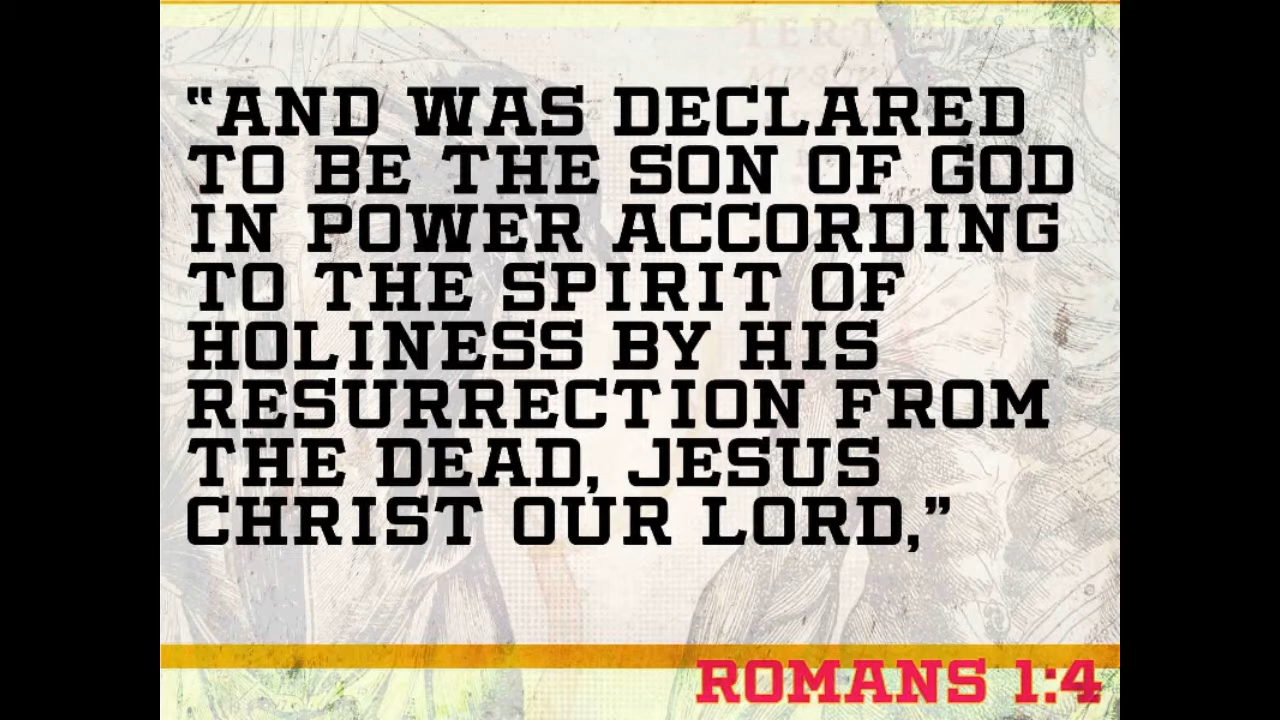 “AND WAS DECLARED
TO BE THE SON OF GOD
IN POWER ACCORDING
TO THE SPIRIT OF
HOLINESS BY HIS
RESURRECTION FROM
THE DEAD, JESUS
CHRIST OUR LORD,”
ROMANS 1:4